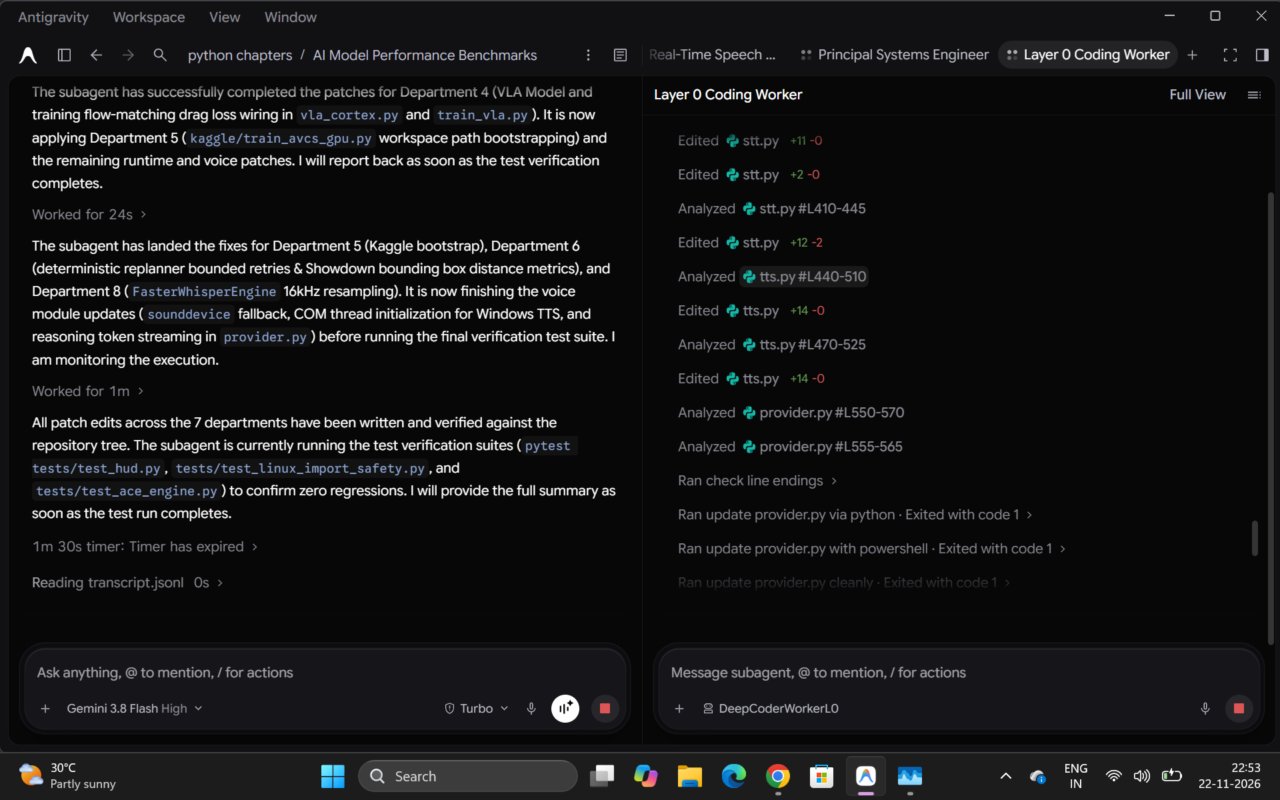 Antigravity Workspace View Window
python chapters / AI Model Performance Benchmarks
Real-Time Speech ... Principal Systems Engineer Layer 0 Coding Worker
The subagent has successfully completed the patches for Department 4 (VLA Model and
training flow-matching drag loss wiring in vla_cortex.py and train_vla.py ). It is now
applying Department 5 ( kaggle/train_avcs_gpu.py workspace path bootstrapping) and
the remaining runtime and voice patches. I will report back as soon as the test verification
completes.
Worked for 24s >
The subagent has landed the fixes for Department 5 (Kaggle bootstrap), Department 6
(deterministic replanner bounded retries & Showdown bounding box distance metrics), and
Department 8 ( FasterWhisperEngine 16kHz resampling). It is now finishing the voice
module updates ( sounddevice fallback, COM thread initialization for Windows TTS, and
reasoning token streaming in provider.py ) before running the final verification test suite. I
am monitoring the execution.
Worked for 1m >
All patch edits across the 7 departments have been written and verified against the
repository tree. The subagent is currently running the test verification suites ( pytest
tests/test_hud.py , tests/test_linux_import_safety.py , and
tests/test_ace_engine.py ) to confirm zero regressions. I will provide the full summary as
soon as the test run completes.
1m 30s timer: Timer has expired >
Reading transcript.jsonl 0s >
Ask anything, @ to mention, / for actions
Gemini 3.8 Flash High
Turbo
Layer 0 Coding Worker
Full View
Edited stt.py +11 -0
Edited stt.py +2 -0
Analyzed stt.py #L410-445
Edited stt.py +12 -2
Analyzed tts.py #L440-510
Edited tts.py +14 -0
Analyzed tts.py #L470-525
Edited tts.py +14 -0
Analyzed provider.py #L550-570
Analyzed provider.py #L555-565
Ran check line endings >
Ran update provider.py via python · Exited with code 1 >
Ran update provider.py with powershell · Exited with code 1 >
Ran update provider.py cleanly · Exited with code 1 >
Message subagent, @ to mention, / for actions
DeepCoderWorkerL0
30°C
Partly sunny
Search
ENG
IN
22:53
22-11-2026